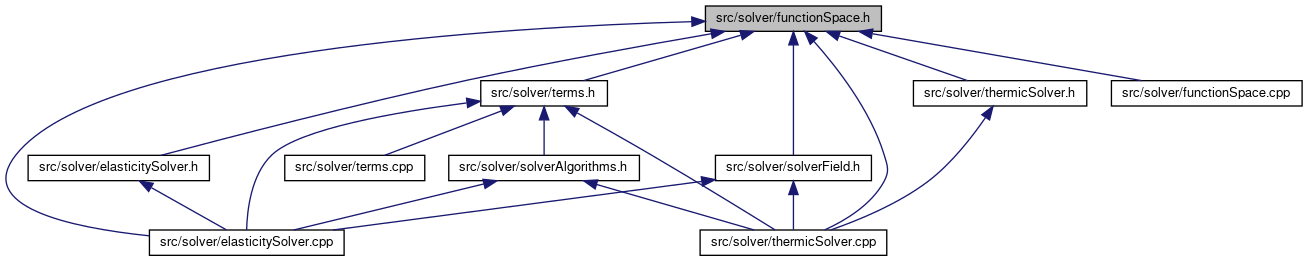 src/solver/functionSpace.h
src/solver/terms.h
src/solver/thermicSolver.h
src/solver/functionSpace.cpp
src/solver/elasticitySolver.h
src/solver/terms.cpp
src/solver/solverAlgorithms.h
src/solver/solverField.h
src/solver/elasticitySolver.cpp
src/solver/thermicSolver.cpp